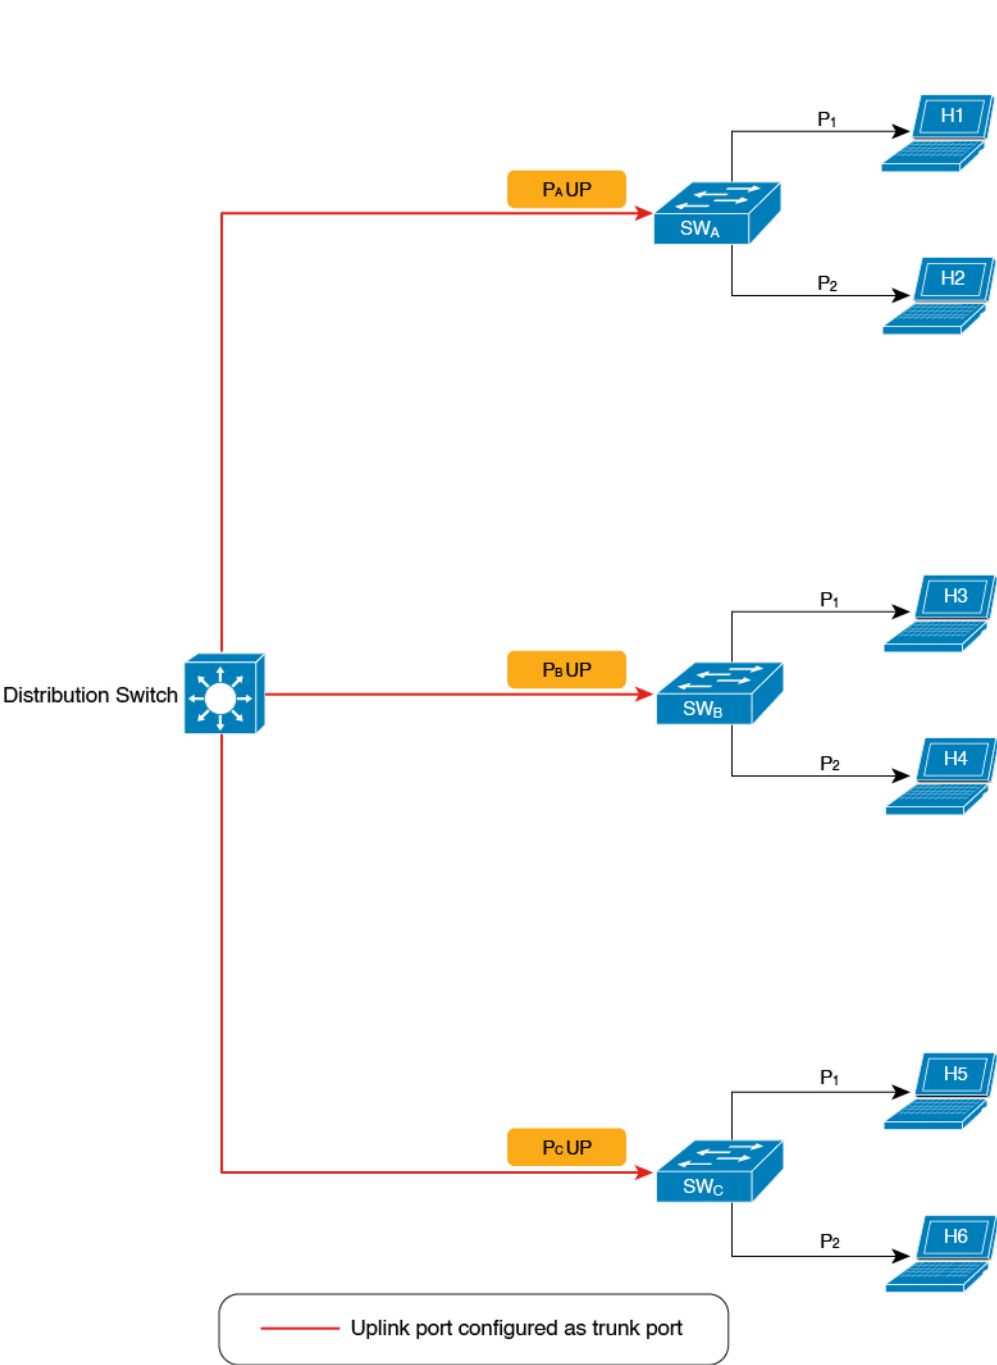 P1
H1
PA UP
SWA
P2
H2
P1
H3
PB UP
Distribution Switch
SWB
P2
H4
P1
H5
PC UP
SWC
P2
H6
Uplink port configured as trunk port